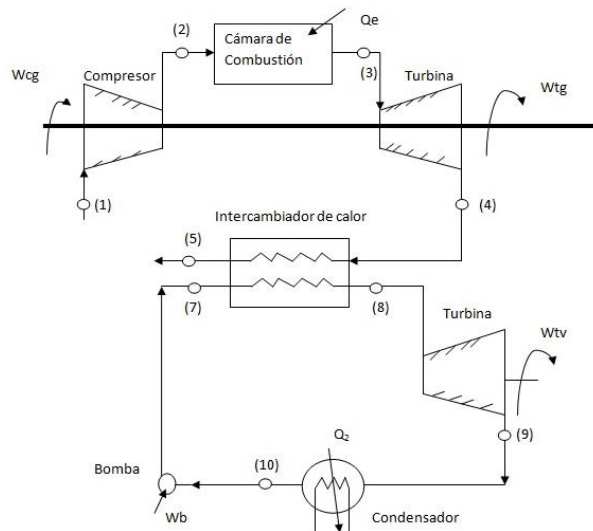 (2)
Cámara de
Combustión
Qe
Wcg
Compresor
(3)
Turbina
Wtg
(1)
(4)
Intercambiador de calor
(5)
(7)
(8)
Turbina
Wtv
(9)
Q₂
(10)
Bomba
Wb
Condensador